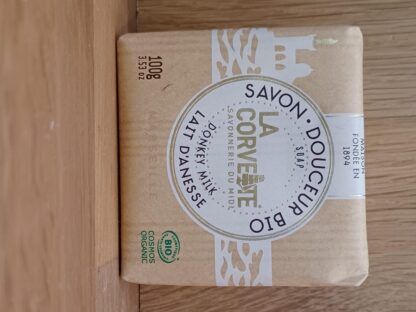 MAISON
FONDÉE EN
1894
SAVON • DOUCEUR BIO
SOAP
LA
CORVETTE
SAVONNERIE DU MIDI
DONKEY MILK
LAIT D'ANESSE
100g
3.53 oz
BIO
COSMOS
ORGANIC